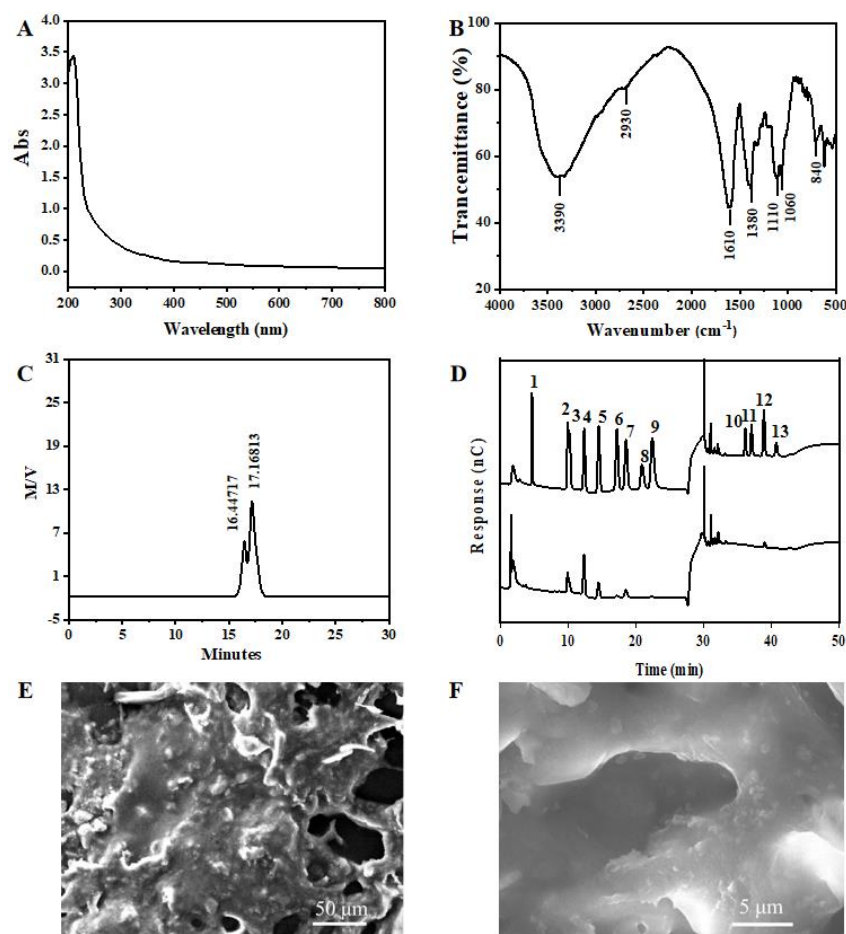 A
4.0
3.5
3.0
2.5
2.0
1.5
1.0
0.5
0.0
Abs
200 300 400 500 600 700 800
Wavelength (nm)
B
100
80
60
40
20
Trancemittance (%)
3390
2930
1610
1380
1110
1060
840
4000 3500 3000 2500 2000 1500 1000 500
Wavenumber (cm-1)
C
31
25
19
13
7
1
-5
M/V
16.44717
17.16813
0 5 10 15 20 25 30
Minutes
D
Response (nC)
1 2 3 4 5 6 7 8 9 10 11 12 13
0 10 20 30 40 50
Time (min)
E
50 μm
F
5 μm